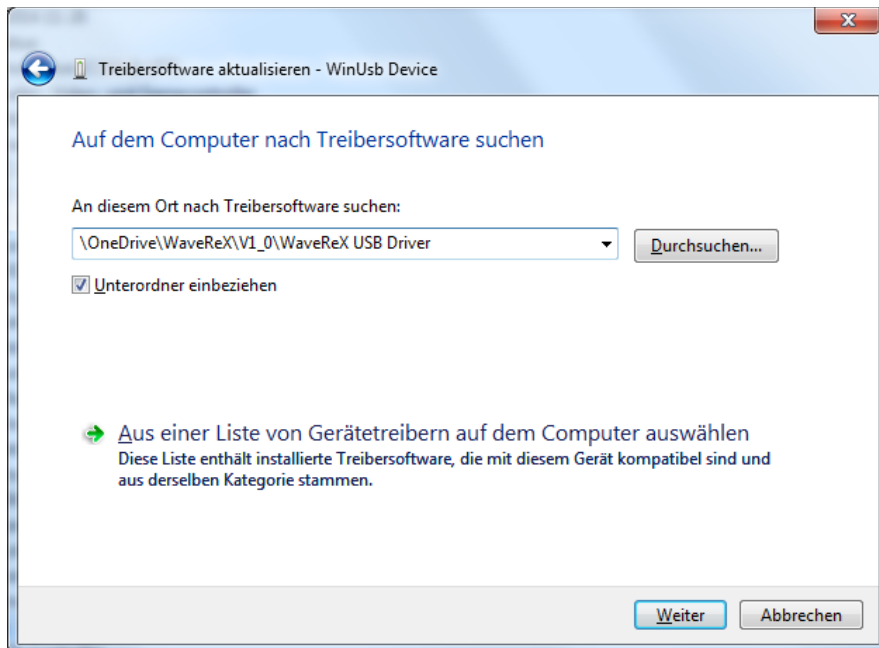 Treibersoftware aktualisieren - WinUsb Device
Auf dem Computer nach Treibersoftware suchen
An diesem Ort nach Treibersoftware suchen:
\OneDrive\WaveReX\V1_0\WaveReX USB Driver
Durchsuchen...
Unterordner einbeziehen
Aus einer Liste von Gerätetreibern auf dem Computer auswählen
Diese Liste enthält installierte Treibersoftware, die mit diesem Gerät kompatibel sind und
aus derselben Kategorie stammen.
Weiter
Abbrechen